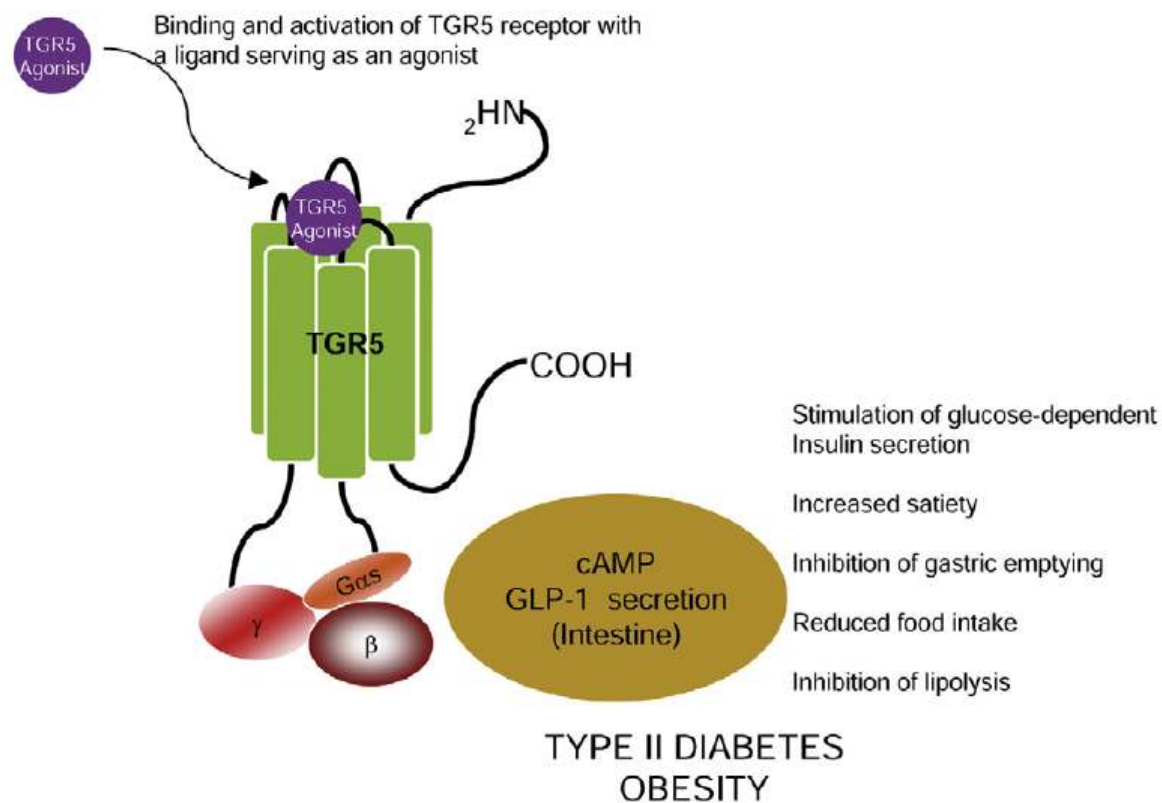 TGR5
Agonist
Binding and activation of TGR5 receptor with
a ligand serving as an agonist
₂HN
TGR5
Agonist
TGR5
COOH
Stimulation of glucose-dependent
Insulin secretion
Increased satiety
Inhibition of gastric emptying
Reduced food intake
Inhibition of lipolysis
Gαs
γ
β
cAMP
GLP-1 secretion
(Intestine)
TYPE II DIABETES
OBESITY